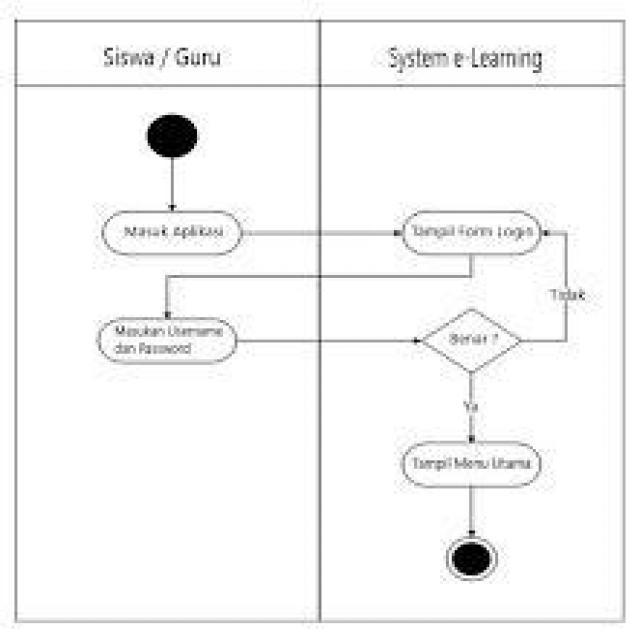 Siswa / Guru
System e-Learning
Masuk Aplikasi
Tampil Form Login
Tidak
Masukan Username
dan Password
Benar ?
Ya
Tampil Menu Utama